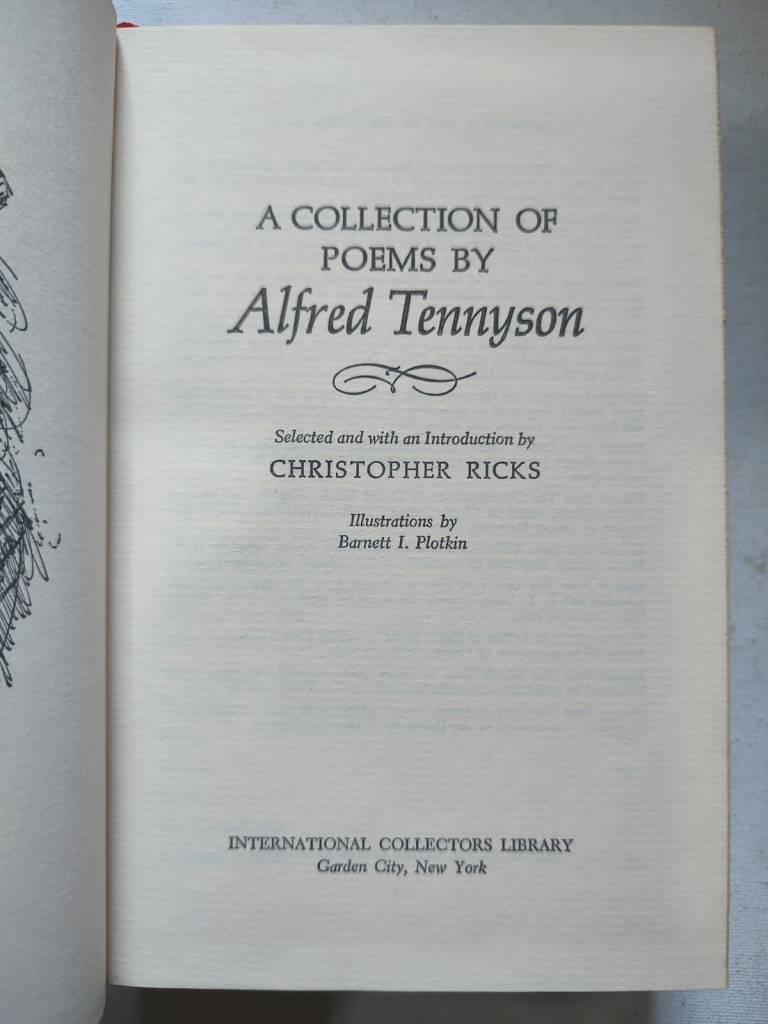 A COLLECTION OF
POEMS BY
Alfred Tennyson
Selected and with an Introduction by
CHRISTOPHER RICKS
Illustrations by
Barnett I. Plotkin
INTERNATIONAL COLLECTORS LIBRARY
Garden City, New York